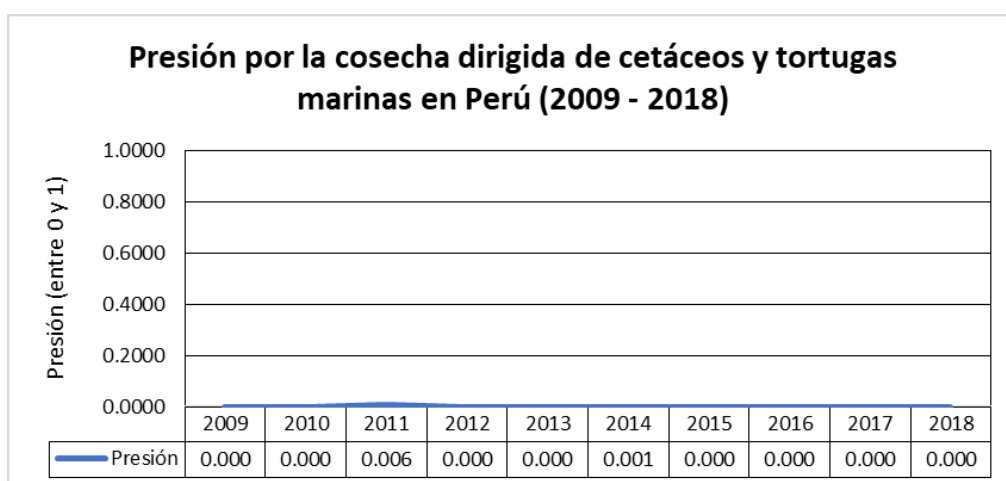 Presión por la cosecha dirigida de cetáceos y tortugas
marinas en Perú (2009 - 2018)
Presión (entre 0 y 1)
1.0000
0.8000
0.6000
0.4000
0.2000
0.0000
2009 2010 2011 2012 2013 2014 2015 2016 2017 2018
Presión 0.000 0.000 0.006 0.000 0.000 0.001 0.000 0.000 0.000 0.000